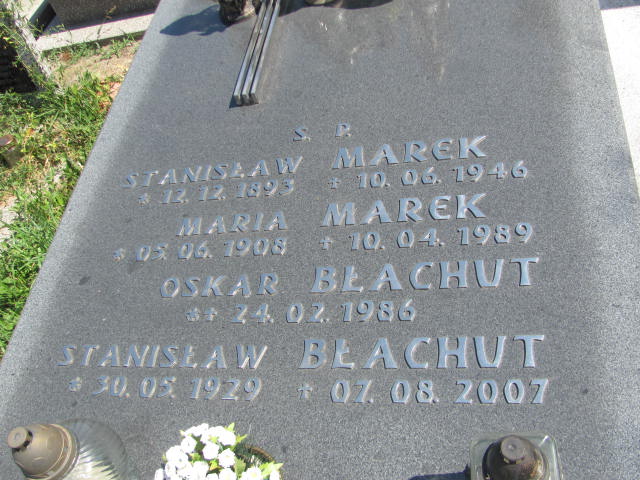 S. P.
STANISŁAW MAREK
* 12. 12. 1893 + 10. 06. 1946
MARIA MAREK
* 05. 06. 1908 + 10. 04. 1989
OSKAR BŁACHUT
*+ 24. 02. 1986
STANISŁAW BŁACHUT
* 30. 05. 1929 + 07. 08. 2007